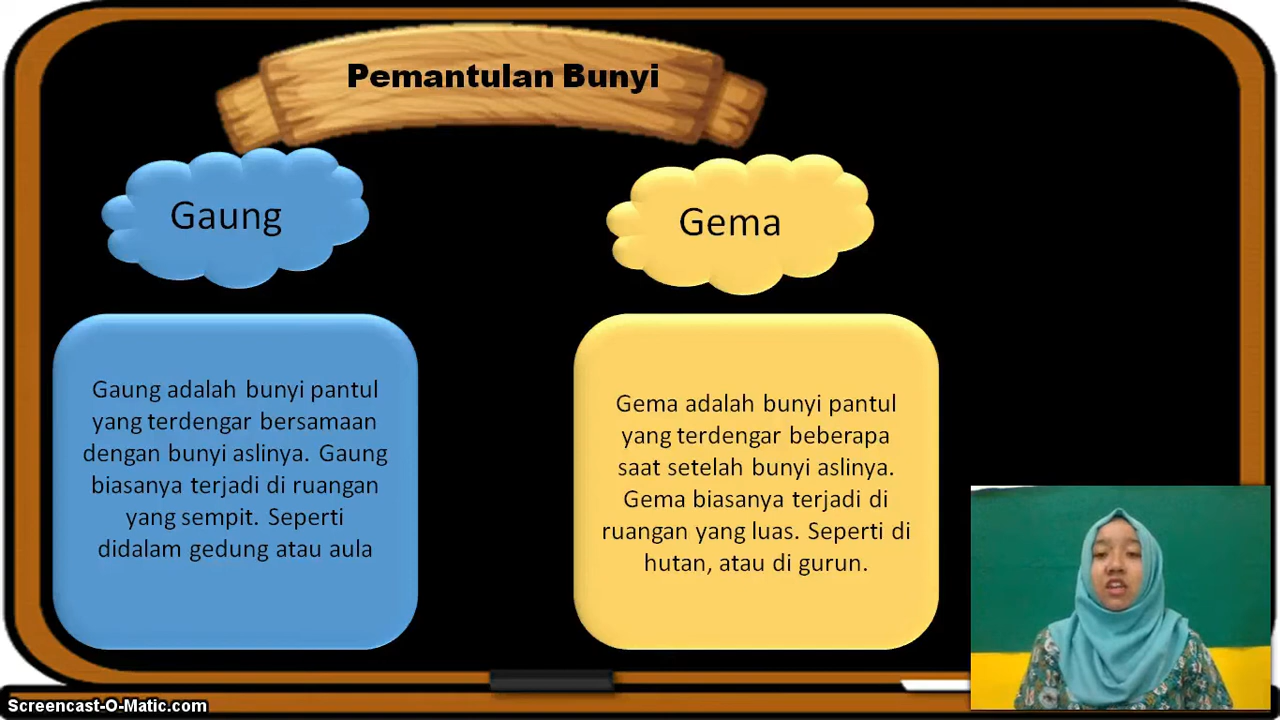 Pemantulan Bunyi
Gaung
Gaung adalah bunyi pantul
yang terdengar bersamaan
dengan bunyi aslinya. Gaung
biasanya terjadi di ruangan
yang sempit. Seperti
didalam gedung atau aula
Gema
Gema adalah bunyi pantul
yang terdengar beberapa
saat setelah bunyi aslinya.
Gema biasanya terjadi di
ruangan yang luas. Seperti di
hutan, atau di gurun.
Screencast-O-Matic.com